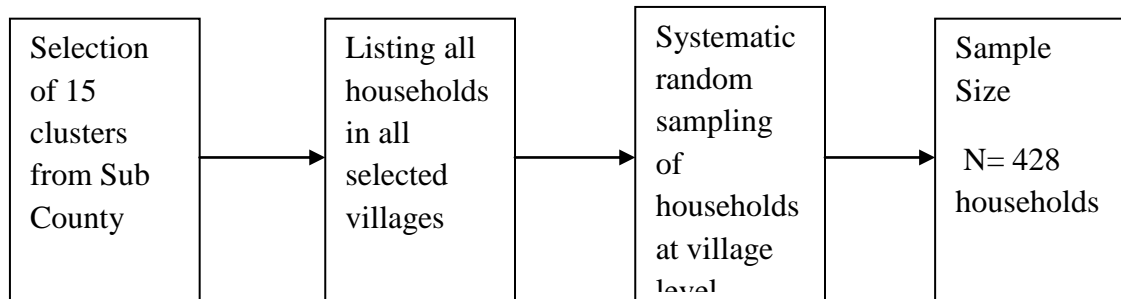 Selection
of 15
clusters
from Sub
County
Listing all
households
in all
selected
villages
Systematic
random
sampling
of
households
at village
level
Sample
Size
N= 428
households